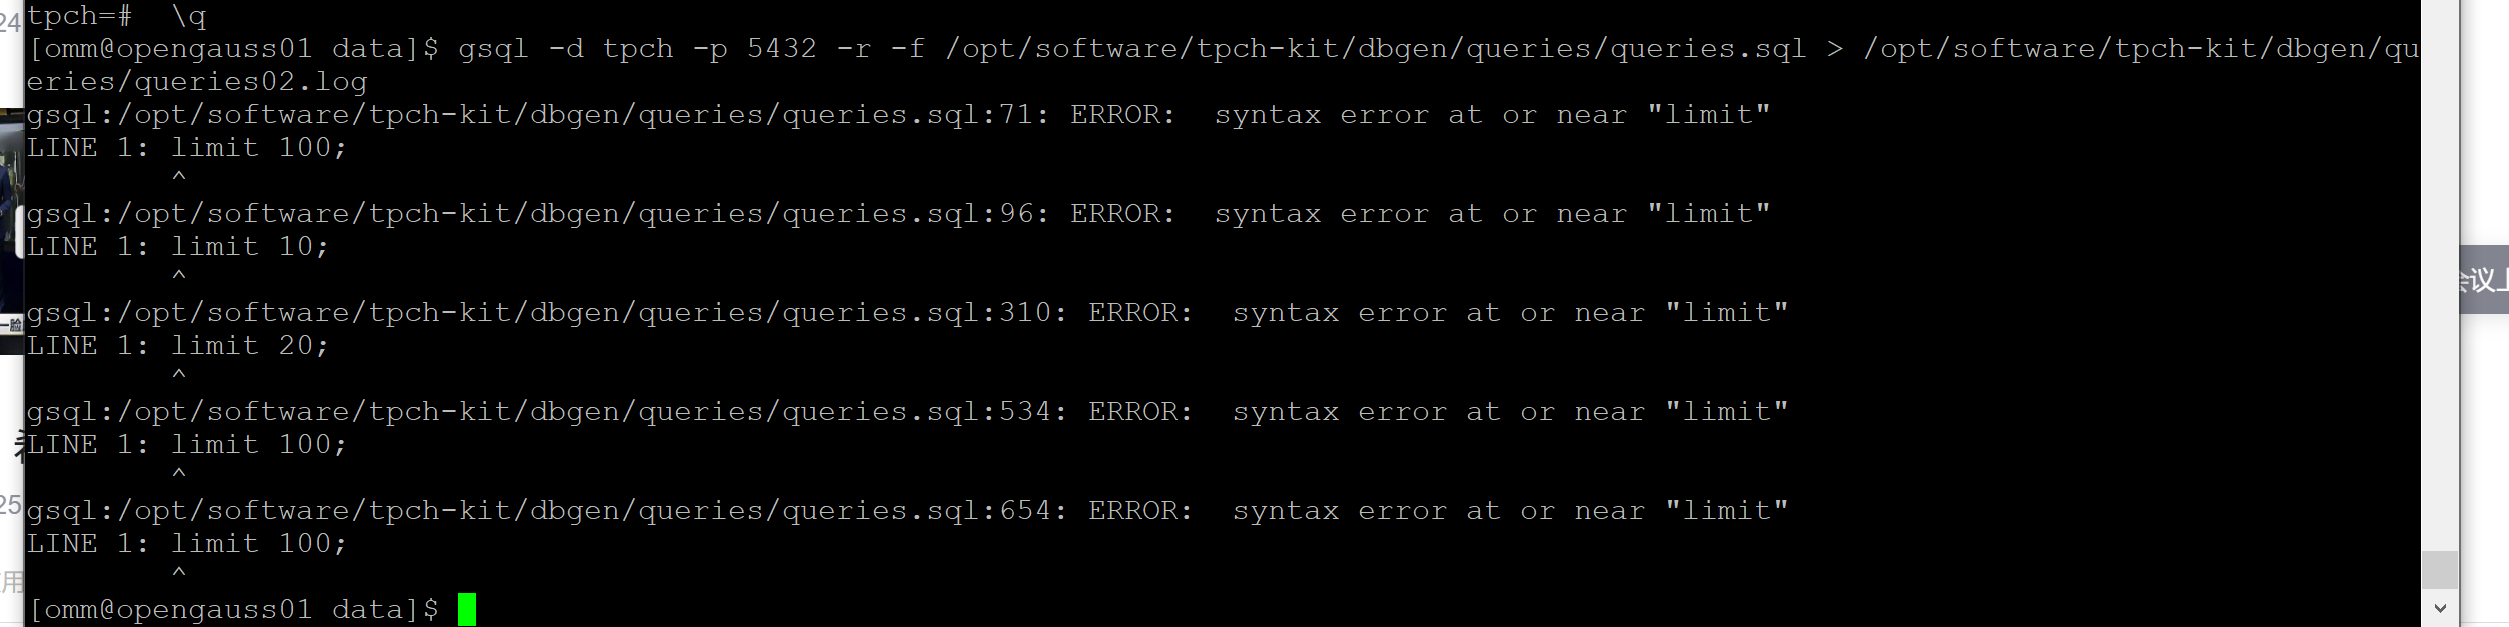 tpch=#  \q
[omm@opengauss01 data]$ gsql -d tpch -p 5432 -r -f /opt/software/tpch-kit/dbgen/queries/queries.sql > /opt/software/tpch-kit/dbgen/qu
eries/queries02.log
gsql:/opt/software/tpch-kit/dbgen/queries/queries.sql:71: ERROR:  syntax error at or near "limit"
LINE 1: limit 100;
        ^
gsql:/opt/software/tpch-kit/dbgen/queries/queries.sql:96: ERROR:  syntax error at or near "limit"
LINE 1: limit 10;
        ^
gsql:/opt/software/tpch-kit/dbgen/queries/queries.sql:310: ERROR:  syntax error at or near "limit"
LINE 1: limit 20;
        ^
gsql:/opt/software/tpch-kit/dbgen/queries/queries.sql:534: ERROR:  syntax error at or near "limit"
LINE 1: limit 100;
        ^
gsql:/opt/software/tpch-kit/dbgen/queries/queries.sql:654: ERROR:  syntax error at or near "limit"
LINE 1: limit 100;
        ^
[omm@opengauss01 data]$
24
25
用
议